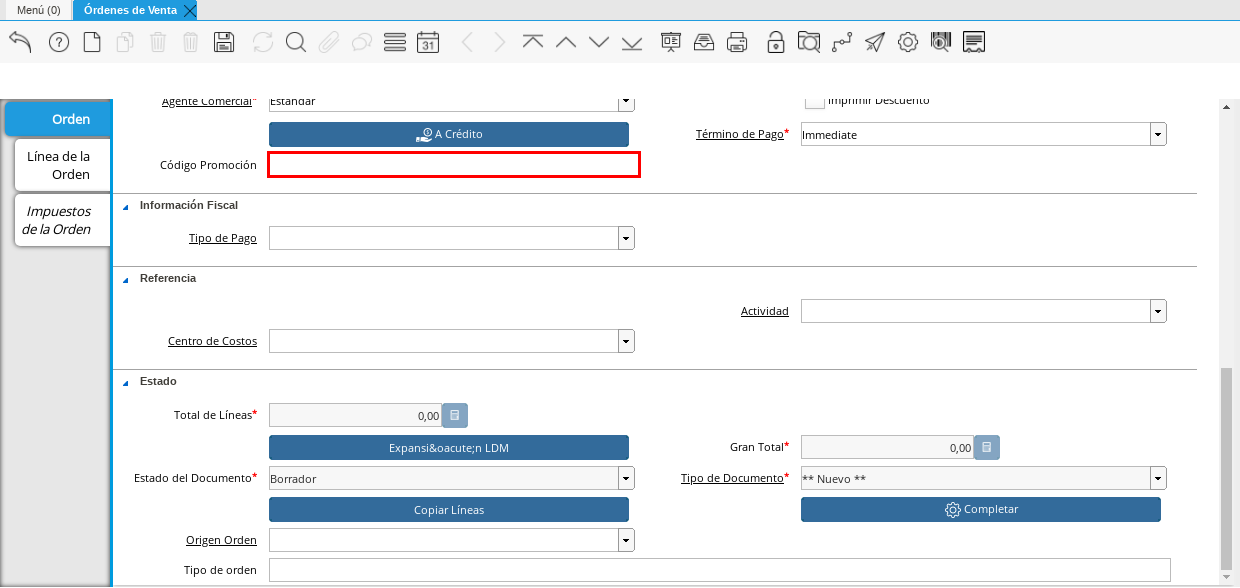 Menú (0)
Órdenes de Venta
31
Orden
Línea de la
Orden
Impuestos
de la Orden
Agente Comercial*
Estándar
Imprimir Descuento
A Crédito
Término de Pago*
Immediate
Código Promoción
Información Fiscal
Tipo de Pago
Referencia
Actividad
Centro de Costos
Estado
Total de Líneas*
0,00
Expansi&oacute;n LDM
Gran Total*
0,00
Estado del Documento*
Borrador
Tipo de Documento*
** Nuevo **
Copiar Líneas
Completar
Origen Orden
Tipo de orden